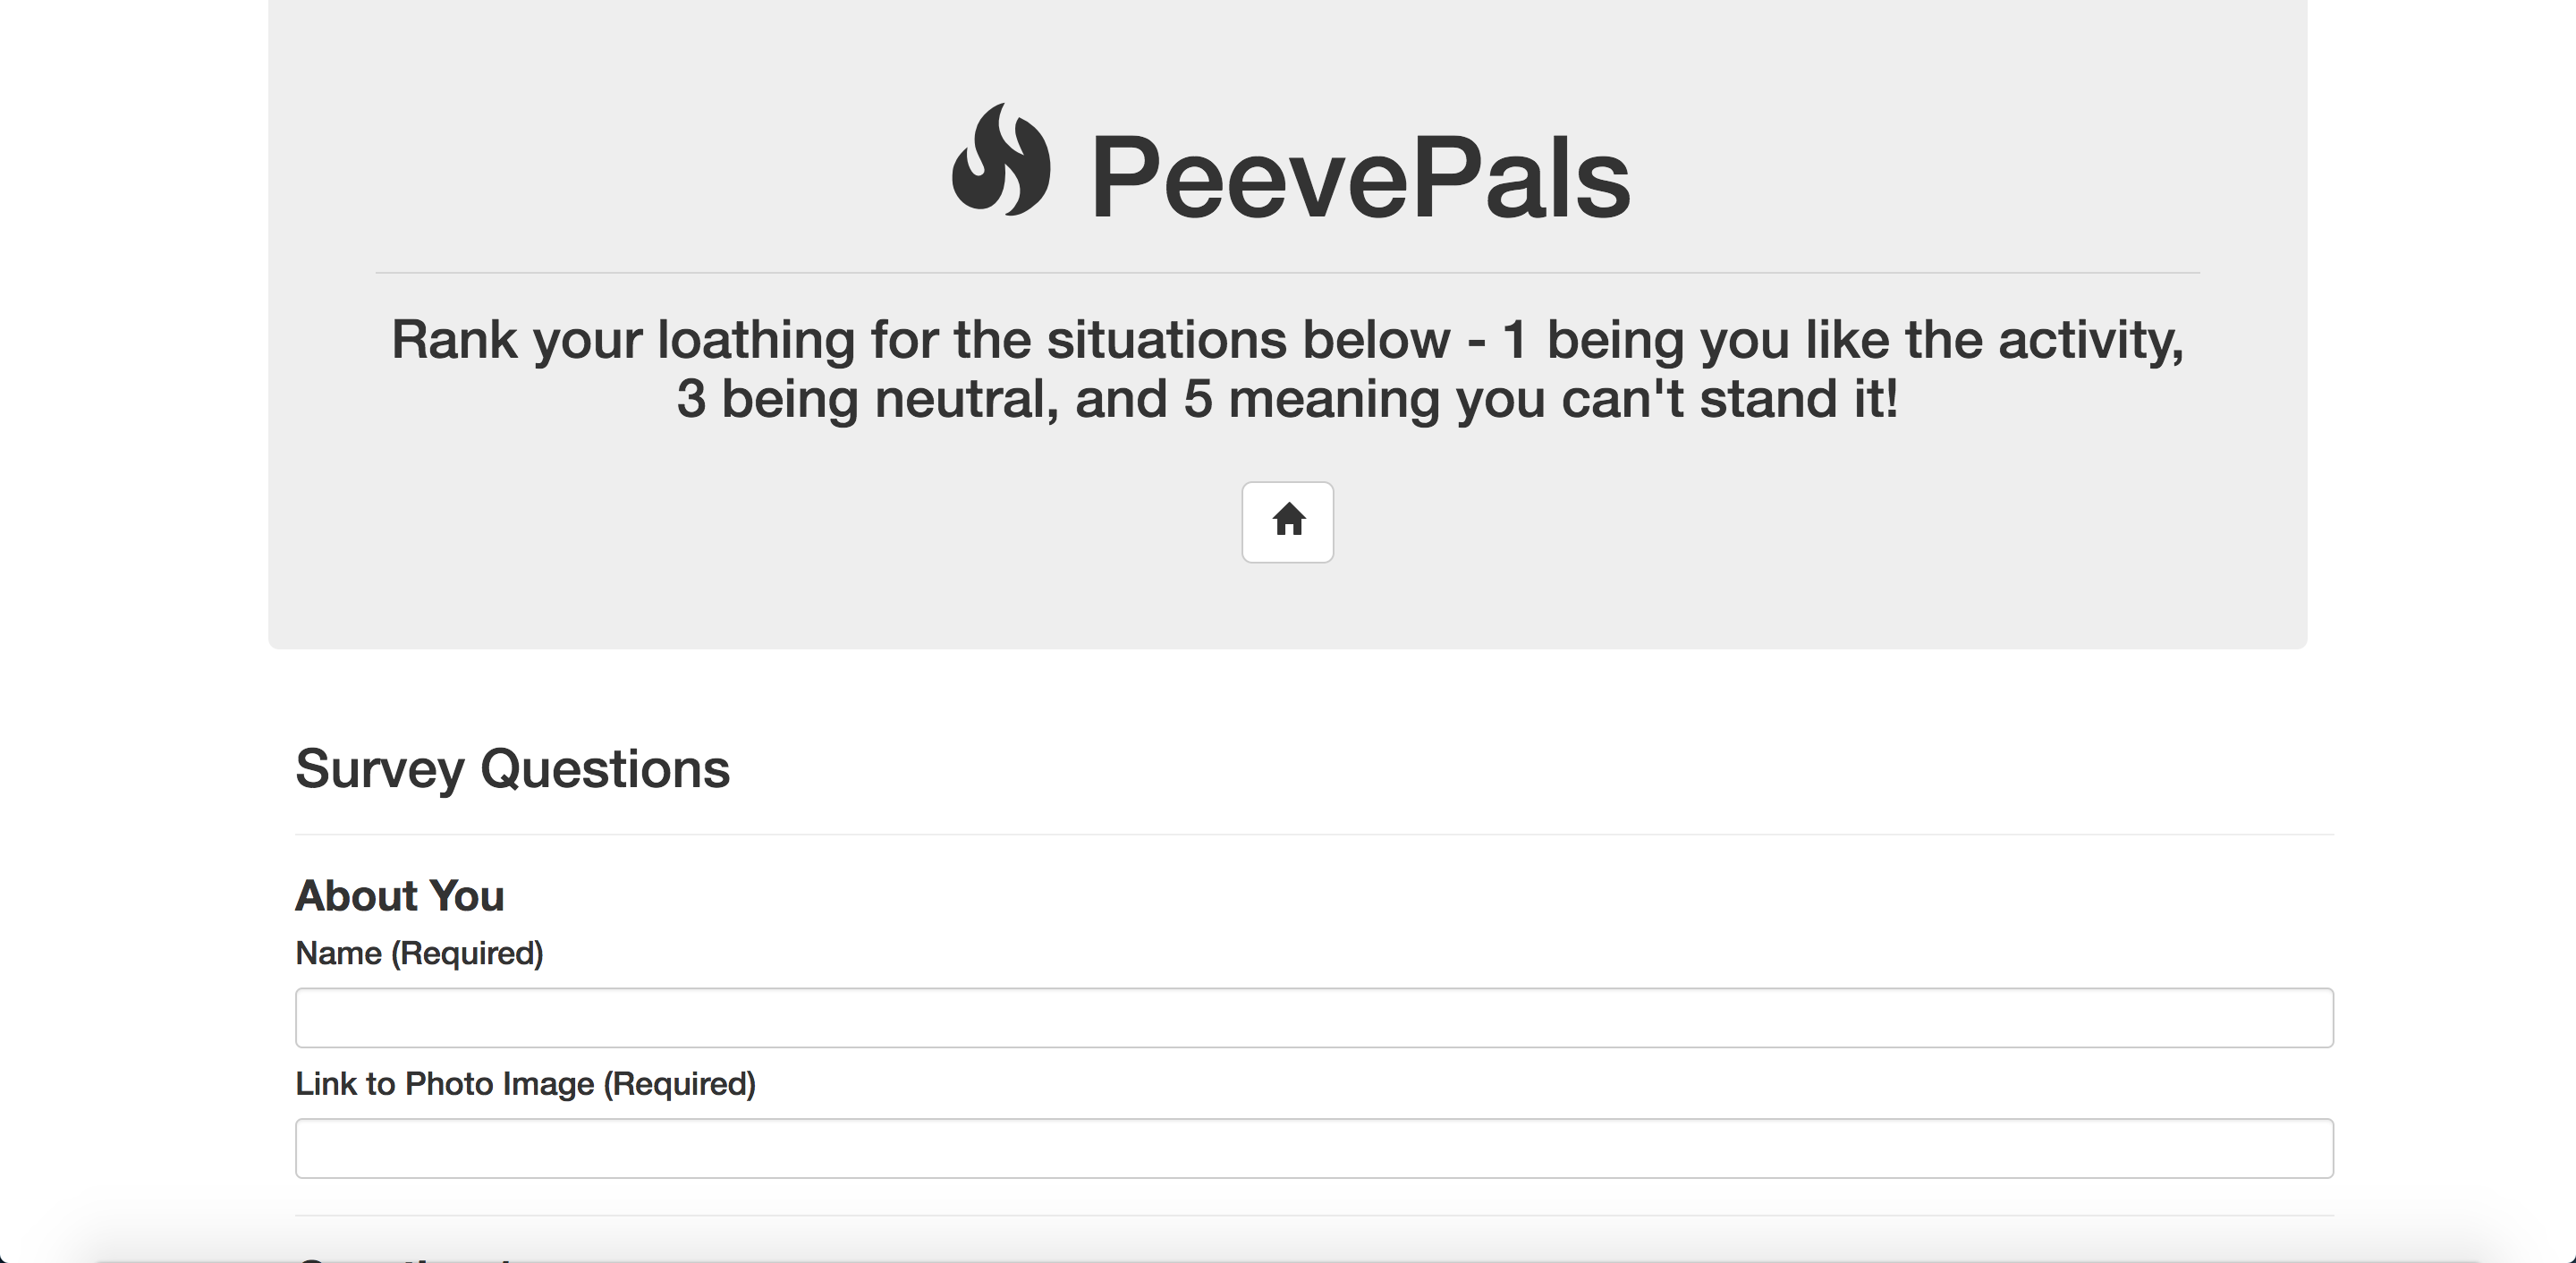 PeevePals
Rank your loathing for the situations below - 1 being you like the activity,
3 being neutral, and 5 meaning you can't stand it!
Survey Questions
About You
Name (Required)
Link to Photo Image (Required)